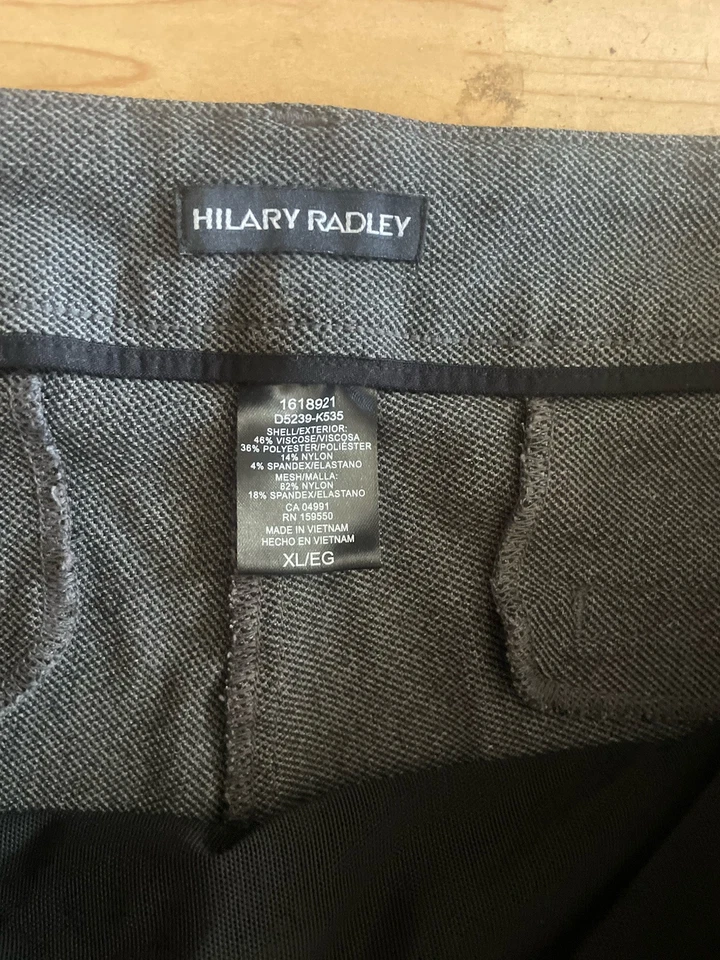 HILARY RADLEY
1618921
D5239-K535
SHELL/EXTERIOR:
46% VISCOSE/VISCOSA
36% POLYESTER/POLIÉSTER
14% NYLON
4% SPANDEX/ELASTANO
MESH/MALLA:
82% NYLON
18% SPANDEX/ELASTANO
CA 04991
RN 159550
MADE IN VIETNAM
HECHO EN VIETNAM
XL/EG